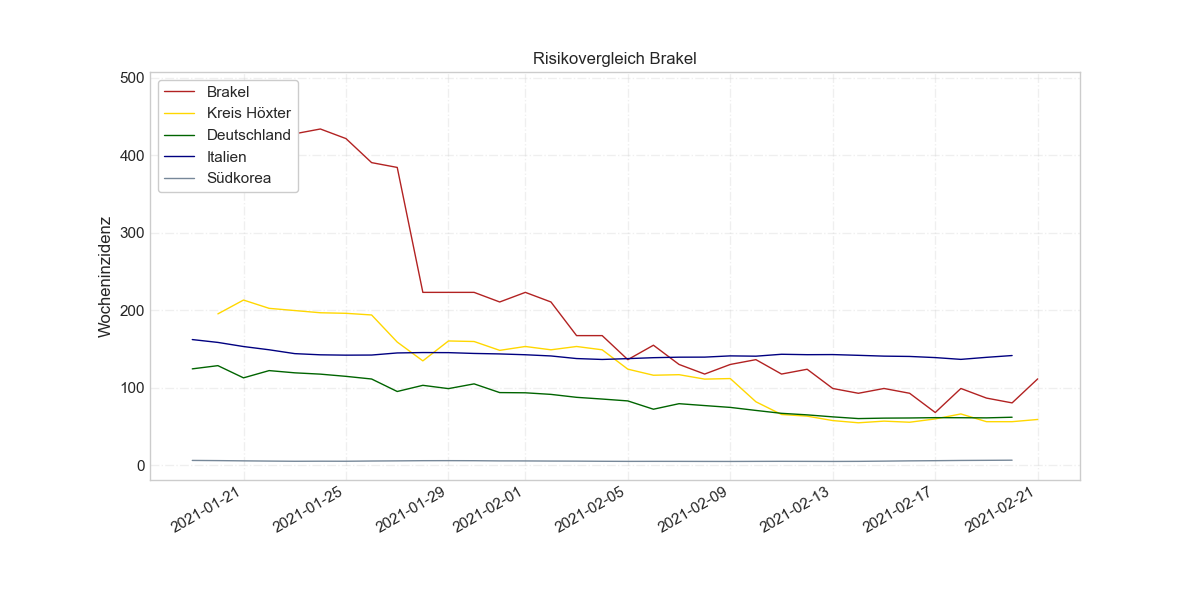 Risikovergleich Brakel
Brakel
Kreis Höxter
Deutschland
Italien
Südkorea
Wocheninzidenz
500
400
300
200
100
0
2021-01-21
2021-01-25
2021-01-29
2021-02-01
2021-02-05
2021-02-09
2021-02-13
2021-02-17
2021-02-21